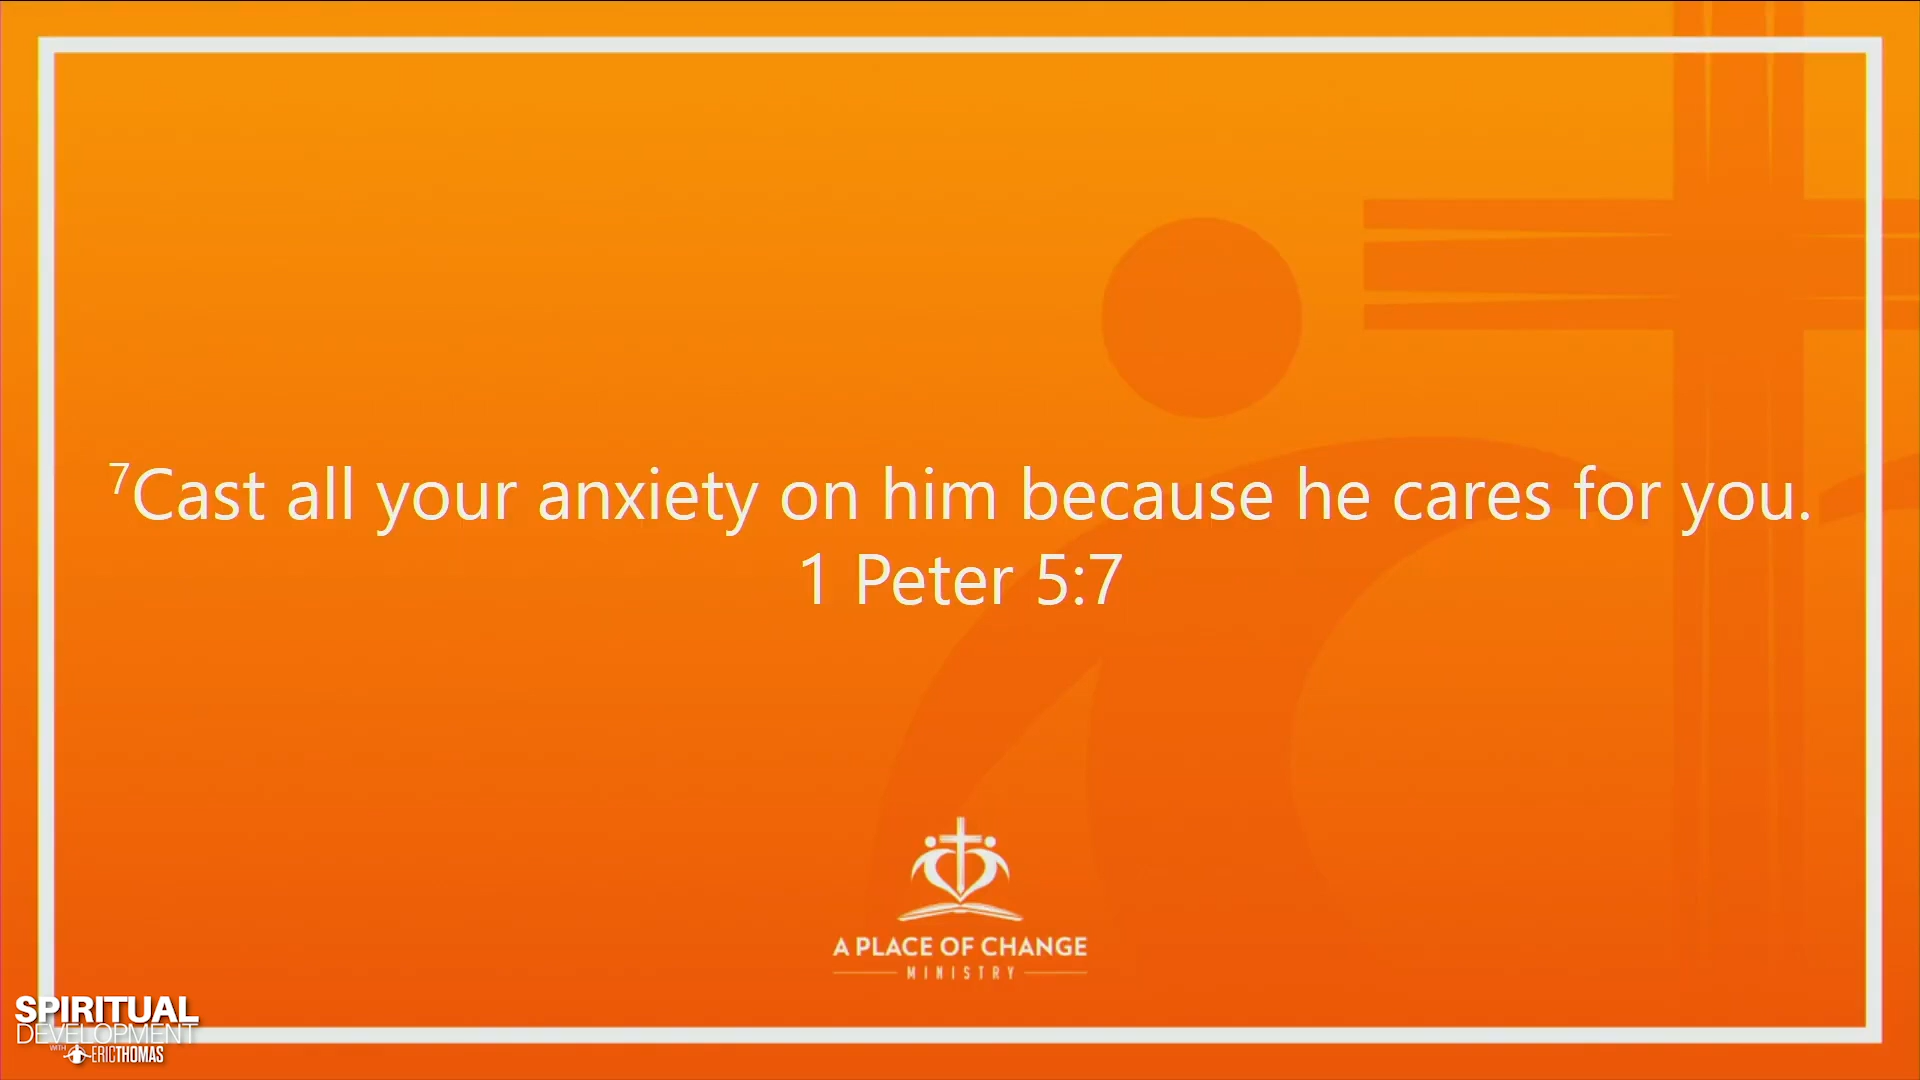 ⁷Cast all your anxiety on him because he cares for you.
1 Peter 5:7
A PLACE OF CHANGE
MINISTRY
SPIRITUAL
DEVELOPMENT
WITH ERICTHOMAS